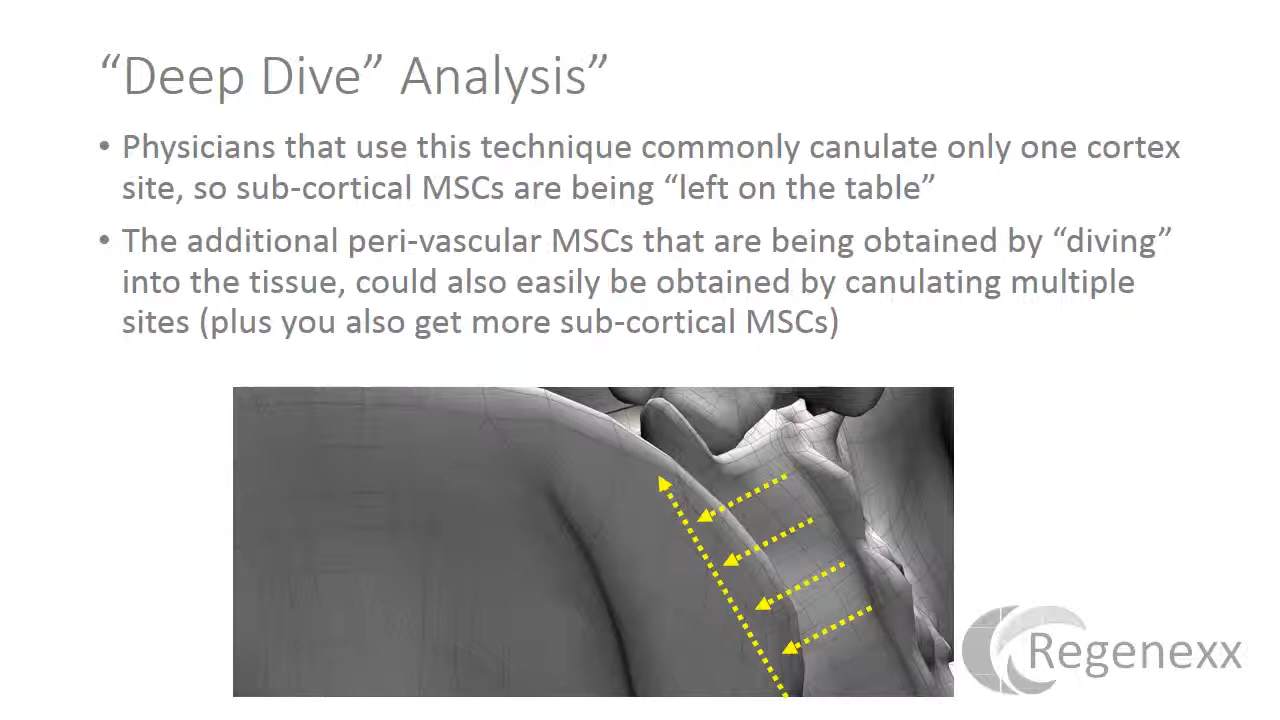 “Deep Dive” Analysis”
• Physicians that use this technique commonly canulate only one cortex
site, so sub-cortical MSCs are being “left on the table”
• The additional peri-vascular MSCs that are being obtained by “diving”
into the tissue, could also easily be obtained by canulating multiple
sites (plus you also get more sub-cortical MSCs)
Regenexx